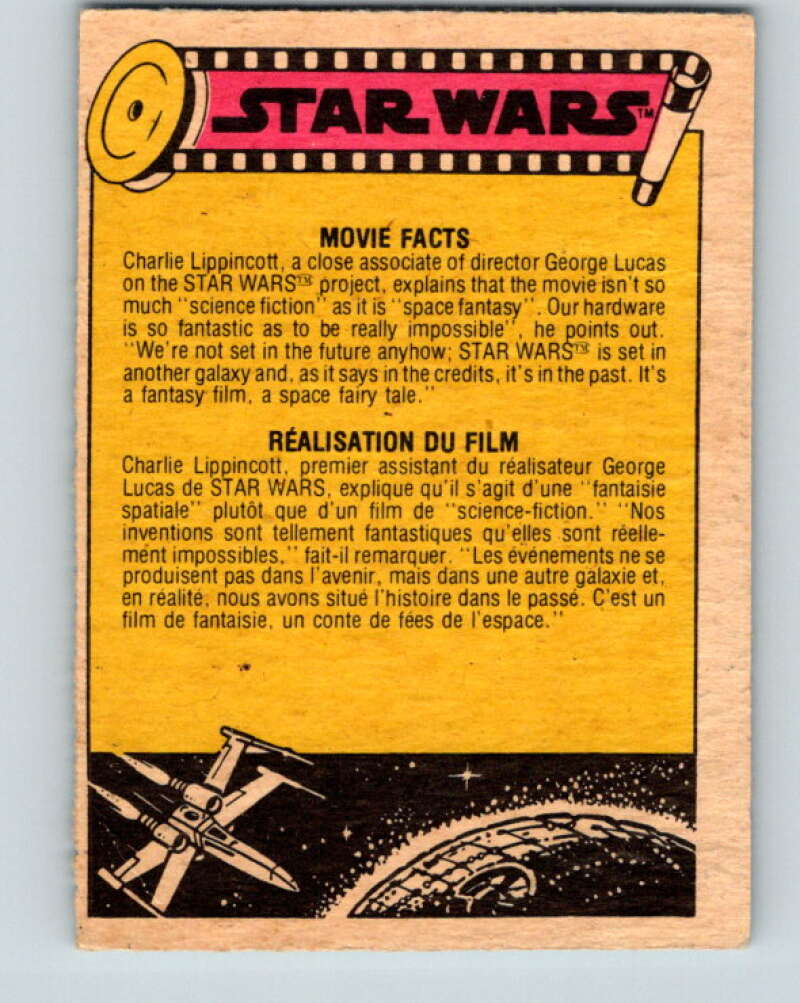 STAR WARS™
MOVIE FACTS
Charlie Lippincott, a close associate of director George Lucas
on the STAR WARS™ project, explains that the movie isn't so
much "science fiction" as it is "space fantasy". Our hardware
is so fantastic as to be really impossible", he points out.
"We're not set in the future anyhow; STAR WARS™ is set in
another galaxy and, as it says in the credits, it's in the past. It's
a fantasy film, a space fairy tale."
RÉALISATION DU FILM
Charlie Lippincott, premier assistant du réalisateur George
Lucas de STAR WARS, explique qu'il s'agit d'une "fantaisie
spatiale" plutôt que d'un film de "science-fiction." "Nos
inventions sont tellement fantastiques qu'elles sont réelle-
ment impossibles," fait-il remarquer. "Les événements ne se
produisent pas dans l'avenir, mais dans une autre galaxie et,
en réalité, nous avons situé l'histoire dans le passé. C'est un
film de fantaisie, un conte de fées de l'espace."